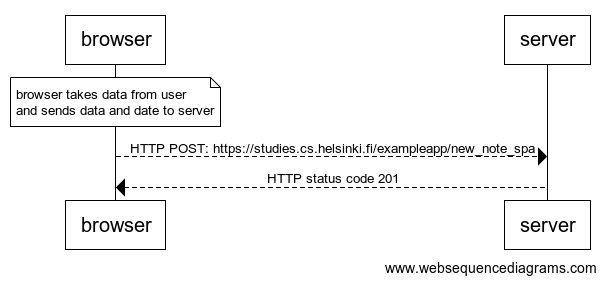 browser
server
browser takes data from user
and sends data and date to server
HTTP POST: https://studies.cs.helsinki.fi/exampleapp/new_note_spa
HTTP status code 201
browser
server
www.websequencediagrams.com